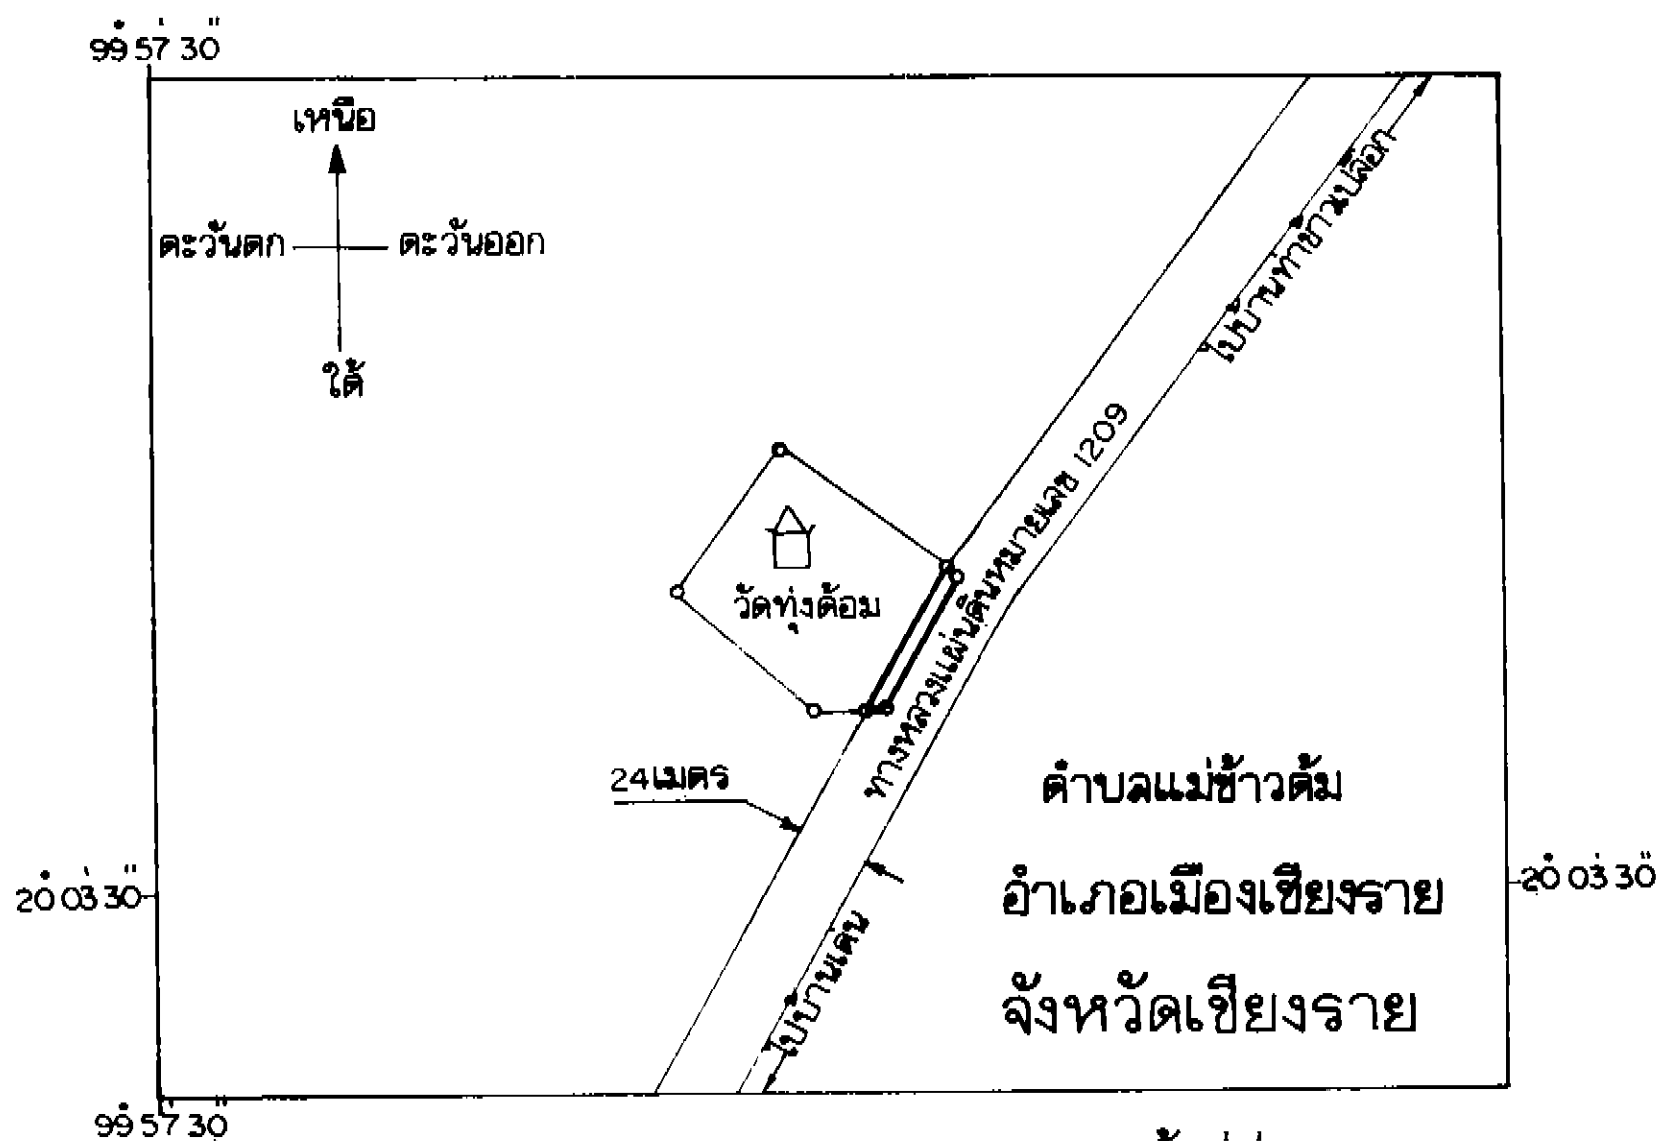 99° 57' 30"
เหนือ
ตะวันตก
ตะวันออก
ใต้
ไปบ้านท่าข้าวเปลือก
ทางหลวงแผ่นดินหมายเลข 1209
วัดทุ่งต้อม
24 เมตร
ตำบลแม่ข้าวต้ม
20° 03' 30"
20° 03' 30"
อำเภอเมืองเชียงราย
ไปบ้านเด่น
จังหวัดเชียงราย
99° 57' 30"